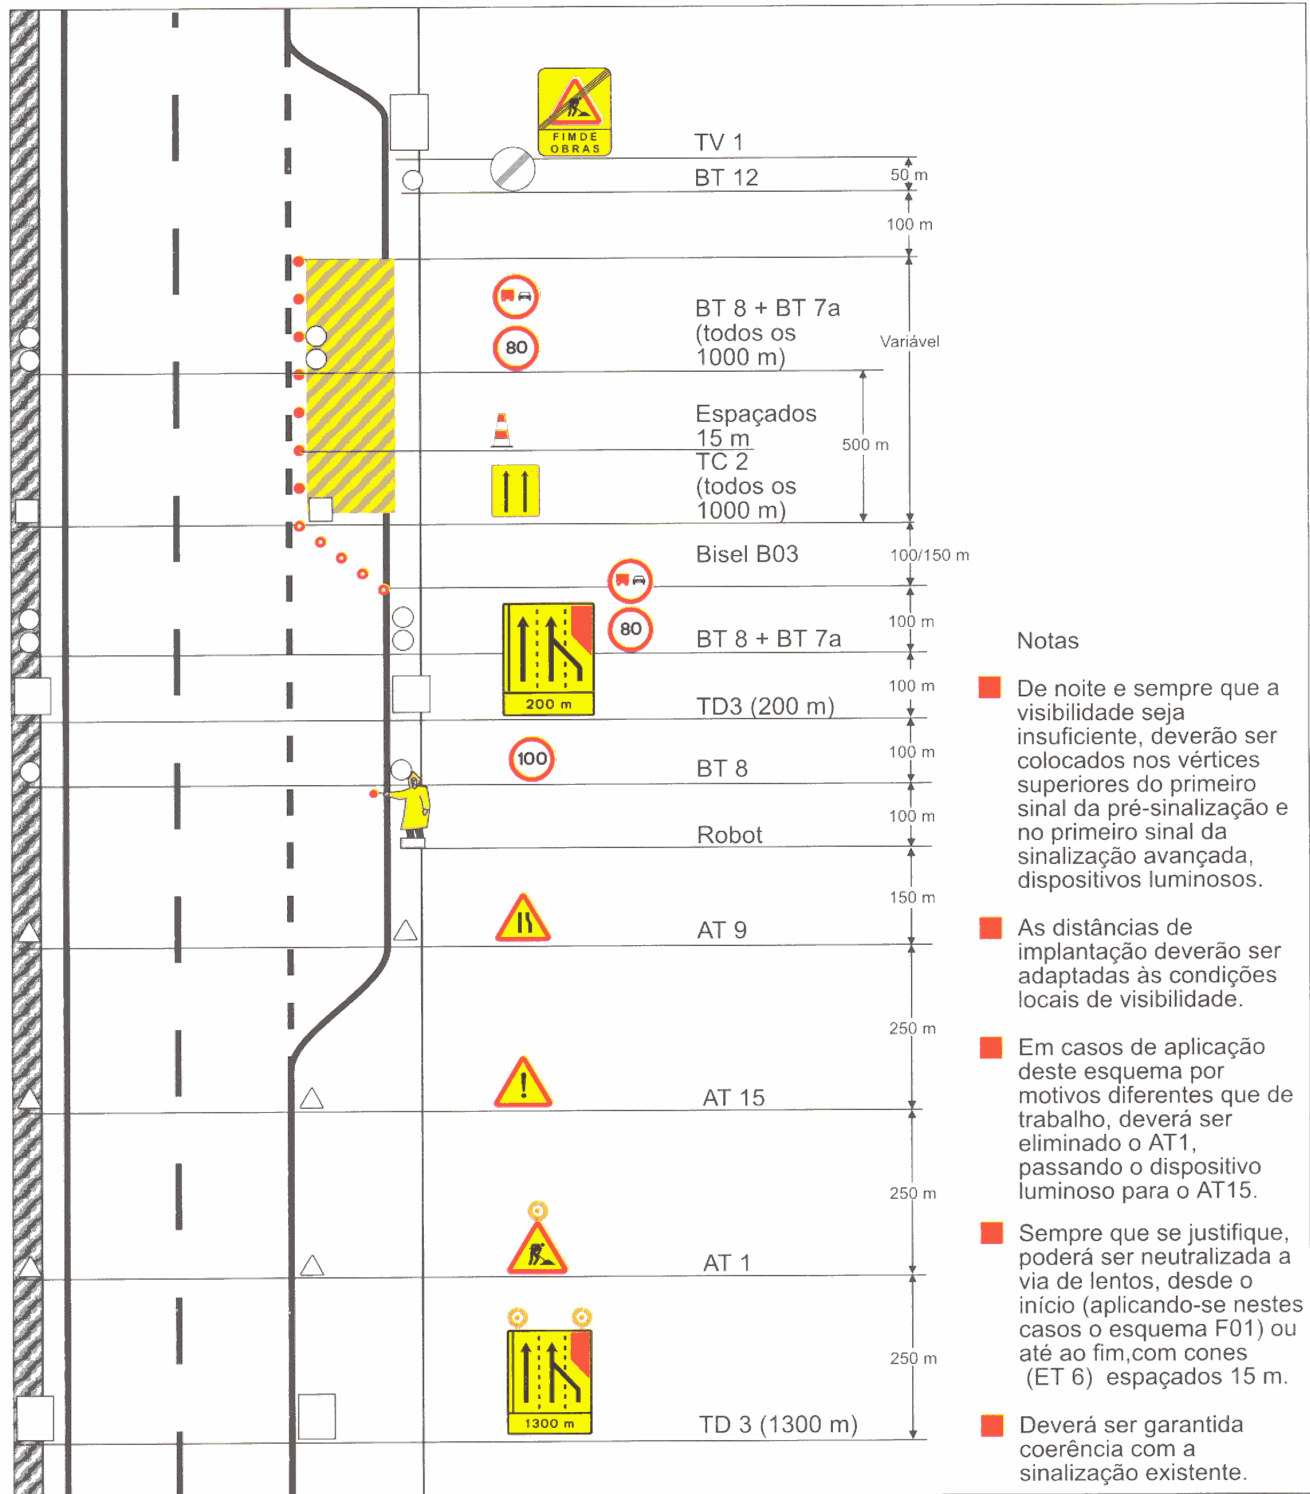 FIM DE
OBRAS
TV 1
BT 12
50 m
100 m
BT 8 + BT 7a
(todos os
1000 m)
80
Variável
Espaçados
15 m
500 m
TC 2
(todos os
1000 m)
Bisel B03
100/150 m
80
100 m
BT 8 + BT 7a
200 m
100 m
TD3 (200 m)
100
100 m
BT 8
100 m
Robot
150 m
AT 9
250 m
!
AT 15
250 m
AT 1
250 m
1300 m
TD 3 (1300 m)
Notas
De noite e sempre que a
visibilidade seja
insuficiente, deverão ser
colocados nos vértices
superiores do primeiro
sinal da pré-sinalização e
no primeiro sinal da
sinalização avançada,
dispositivos luminosos.
As distâncias de
implantação deverão ser
adaptadas às condições
locais de visibilidade.
Em casos de aplicação
deste esquema por
motivos diferentes que de
trabalho, deverá ser
eliminado o AT1,
passando o dispositivo
luminoso para o AT15.
Sempre que se justifique,
poderá ser neutralizada a
via de lentos, desde o
início (aplicando-se nestes
casos o esquema F01) ou
até ao fim,com cones
(ET 6) espaçados 15 m.
Deverá ser garantida
coerência com a
sinalização existente.